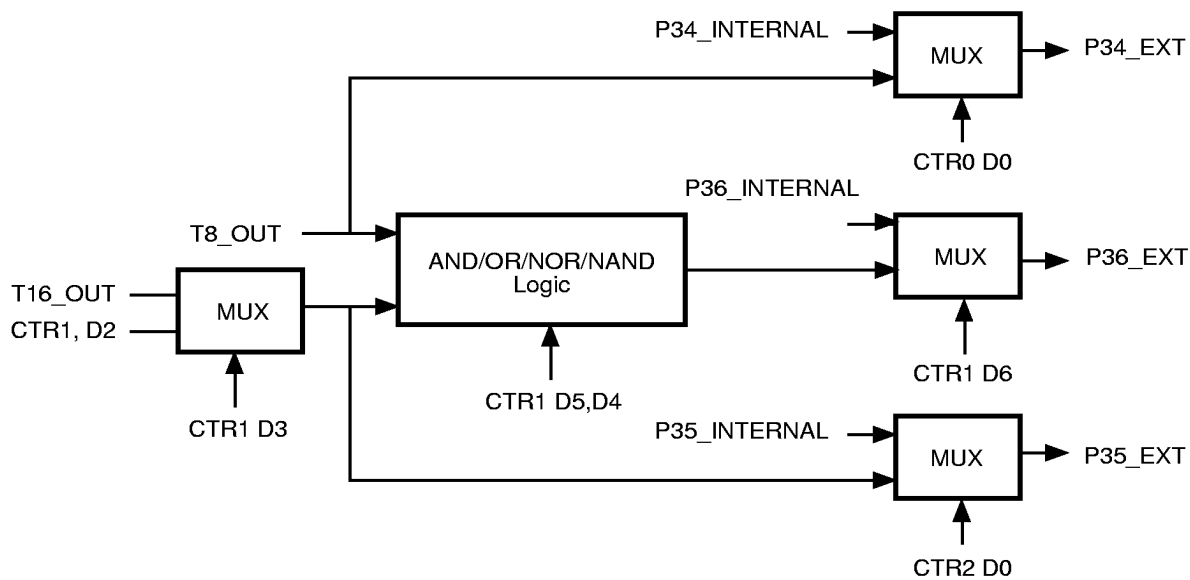 P34_INTERNAL
MUX
P34_EXT
CTR0 D0
P36_INTERNAL
T8_OUT
AND/OR/NOR/NAND
Logic
MUX
P36_EXT
T16_OUT
MUX
CTR1, D2
CTR1 D6
CTR1 D5,D4
CTR1 D3
P35_INTERNAL
MUX
P35_EXT
CTR2 D0